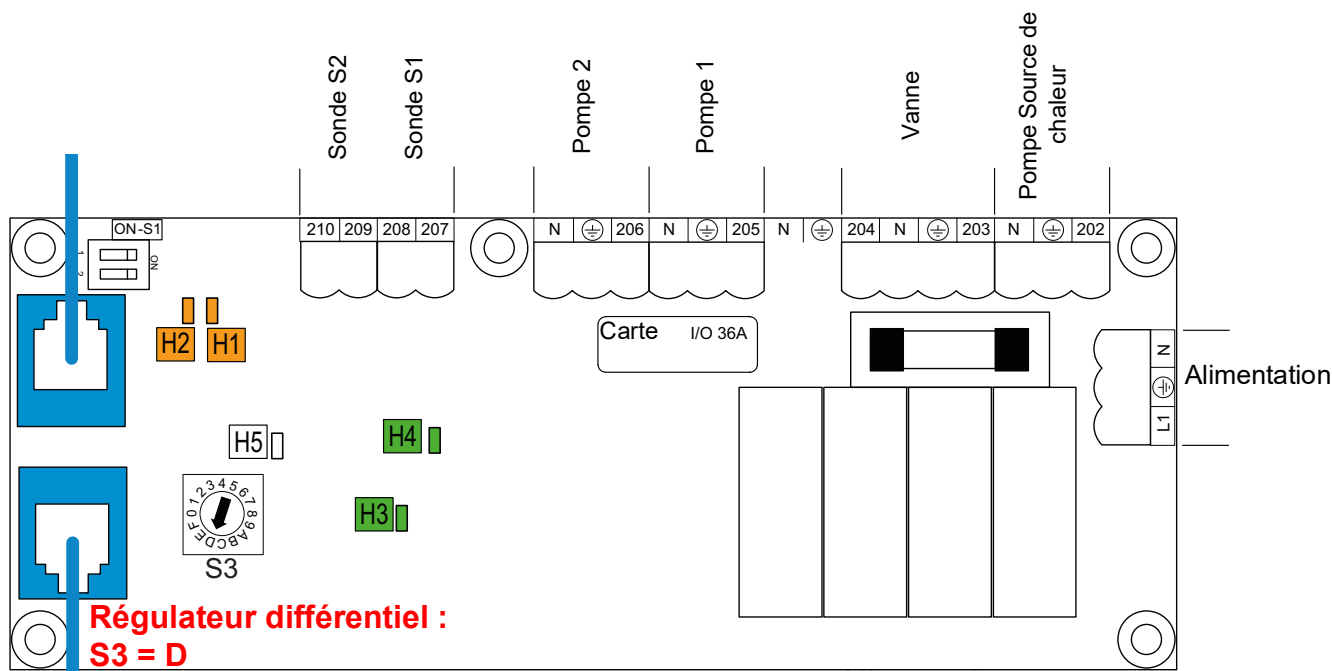 Sonde S2
Sonde S1
Pompe 2
Pompe 1
Vanne
Pompe Source de
chaleur
ON-S1
1
2
ON
210 209 208 207
N 206 N 205 N 204 N 203 N 202
H2 H1
Carte I/O 36A
N
L1
Alimentation
H5
H4
H3
0123456789ABCDEF
S3
Régulateur différentiel :
S3 = D